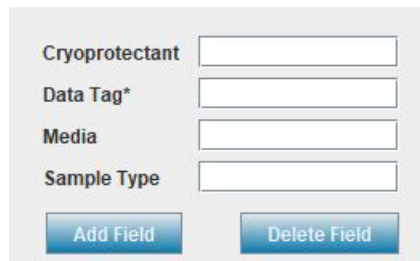 Cryoprotectant
Data Tag*
Media
Sample Type
Add Field Delete Field